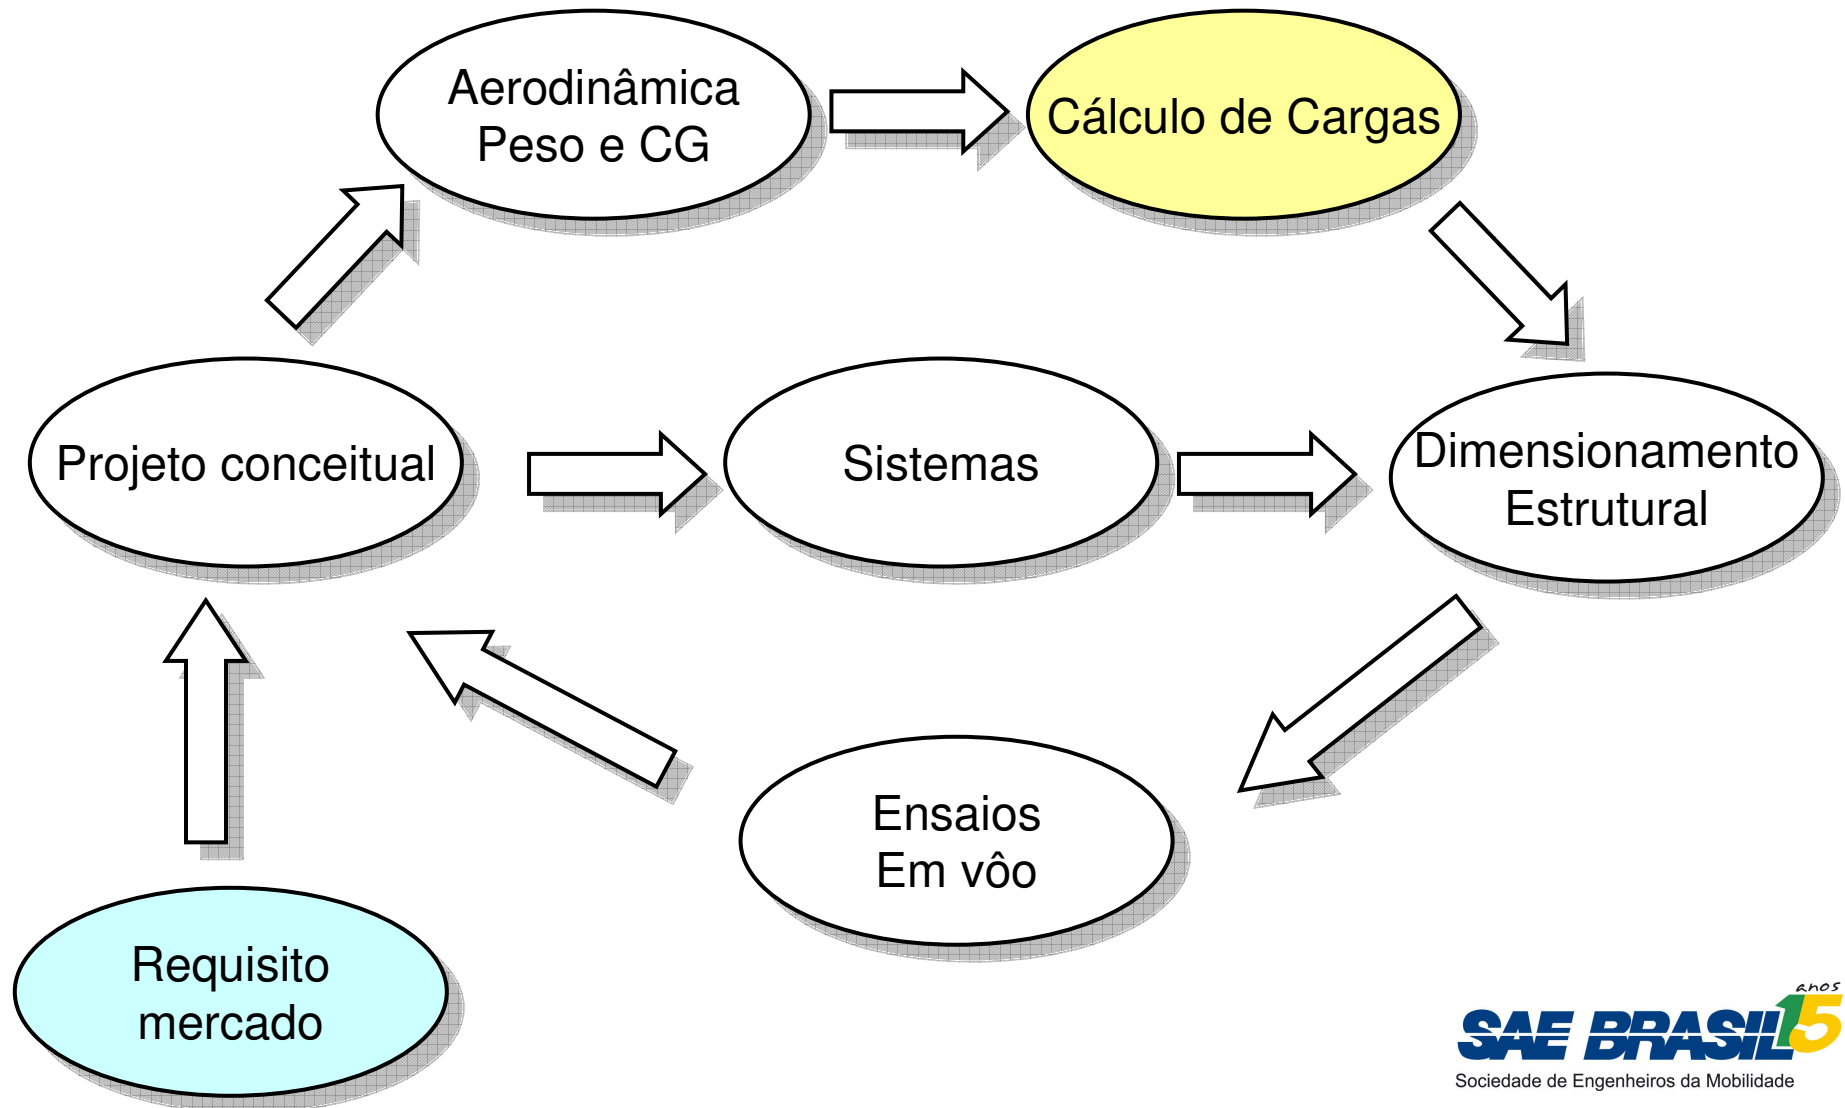 Aerodinâmica
Peso e CG
Cálculo de Cargas
Projeto conceitual
Sistemas
Dimensionamento
Estrutural
Ensaios
Em vôo
Requisito
mercado
anos
SAE BRASIL 15
Sociedade de Engenheiros da Mobilidade